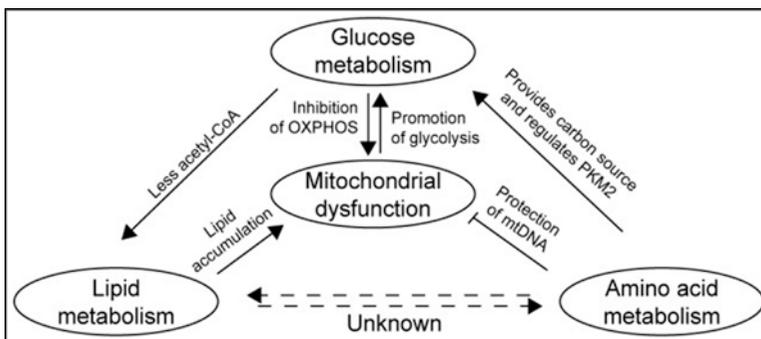 Glucose
metabolism
Provides carbon source
and regulates PKM2
Less acetyl-CoA
Inhibition
of OXPHOS
Promotion
of glycolysis
Mitochondrial
dysfunction
Lipid
accumulation
Protection
of mtDNA
Lipid
metabolism
Unknown
Amino acid
metabolism